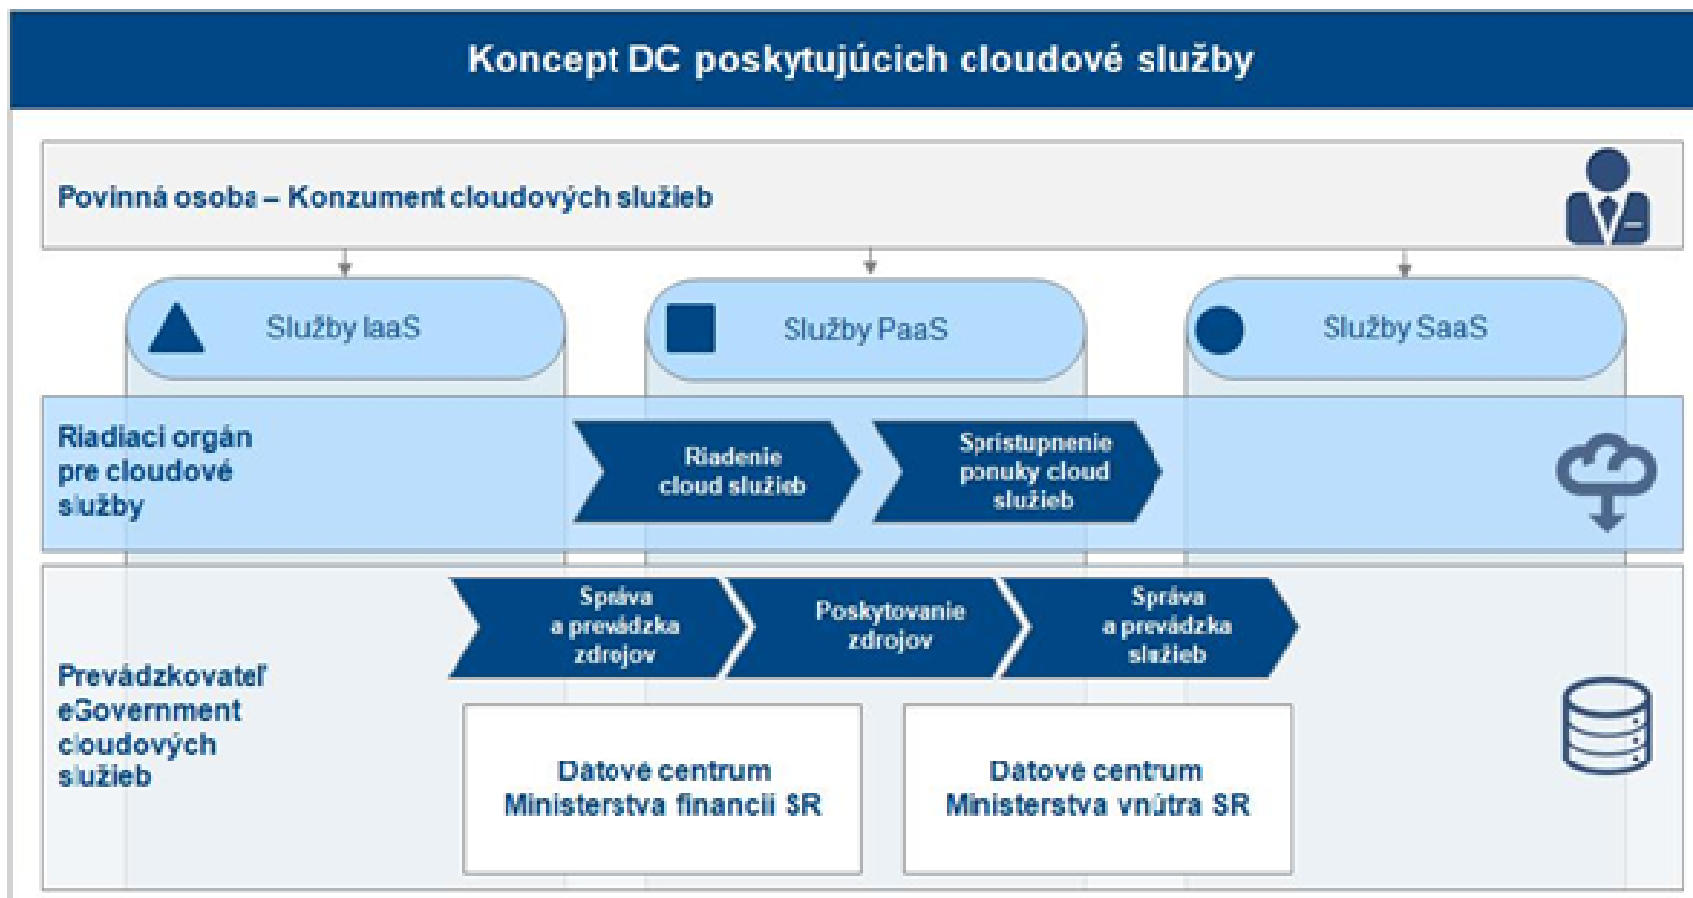 Koncept DC poskytujúcich cloudové služby
Povinná osoba – Konzument cloudových služieb
Služby IaaS
Služby PaaS
Služby SaaS
Riadiaci orgán
pre cloudové
služby
Riadenie
cloud služieb
Sprístupnenie
ponuky cloud
služieb
Správa
a prevádzka
zdrojov
Poskytovanie
zdrojov
Správa
a prevádzka
služieb
Prevádzkovateľ
eGovernment
cloudových
služieb
Dátové centrum
Ministerstva financií SR
Dátové centrum
Ministerstva vnútra SR